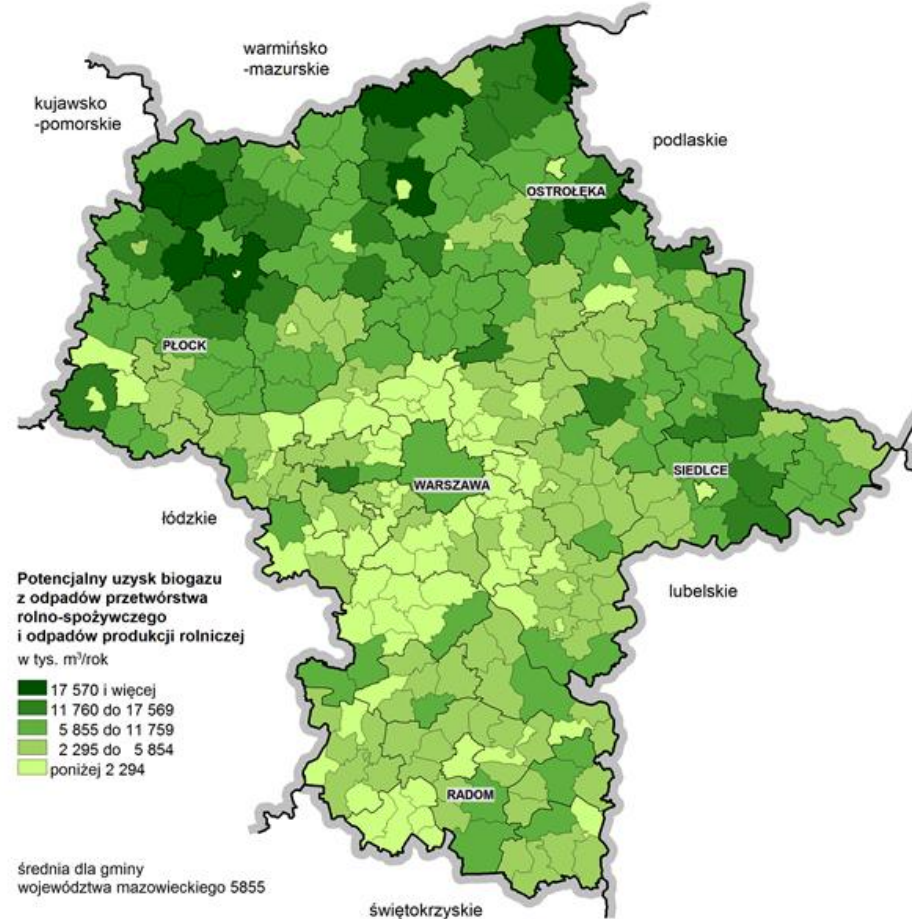 warmińsko
-mazurskie
kujawsko
-pomorskie
podlaskie
OSTROŁĘKA
PŁOCK
SIEDLCE
WARSZAWA
łódzkie
lubelskie
Potencjalny uzysk biogazu
z odpadów przetwórstwa
rolno-spożywczego
i odpadów produkcji rolniczej
w tys. m³/rok
17 570 i więcej
11 760 do 17 569
5 855 do 11 759
2 295 do 5 854
poniżej 2 294
RADOM
średnia dla gminy
województwa mazowieckiego 5855
świętokrzyskie